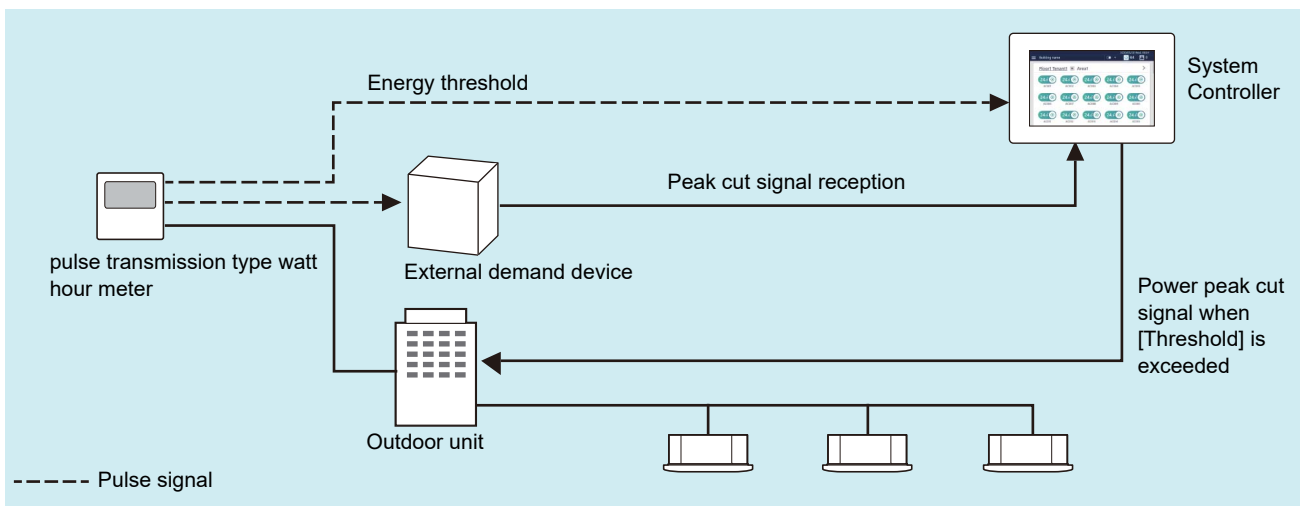 Energy threshold
System
Controller
Peak cut signal reception
pulse transmission type watt
hour meter
External demand device
Power peak cut
signal when
[Threshold] is
exceeded
Outdoor unit
Pulse signal